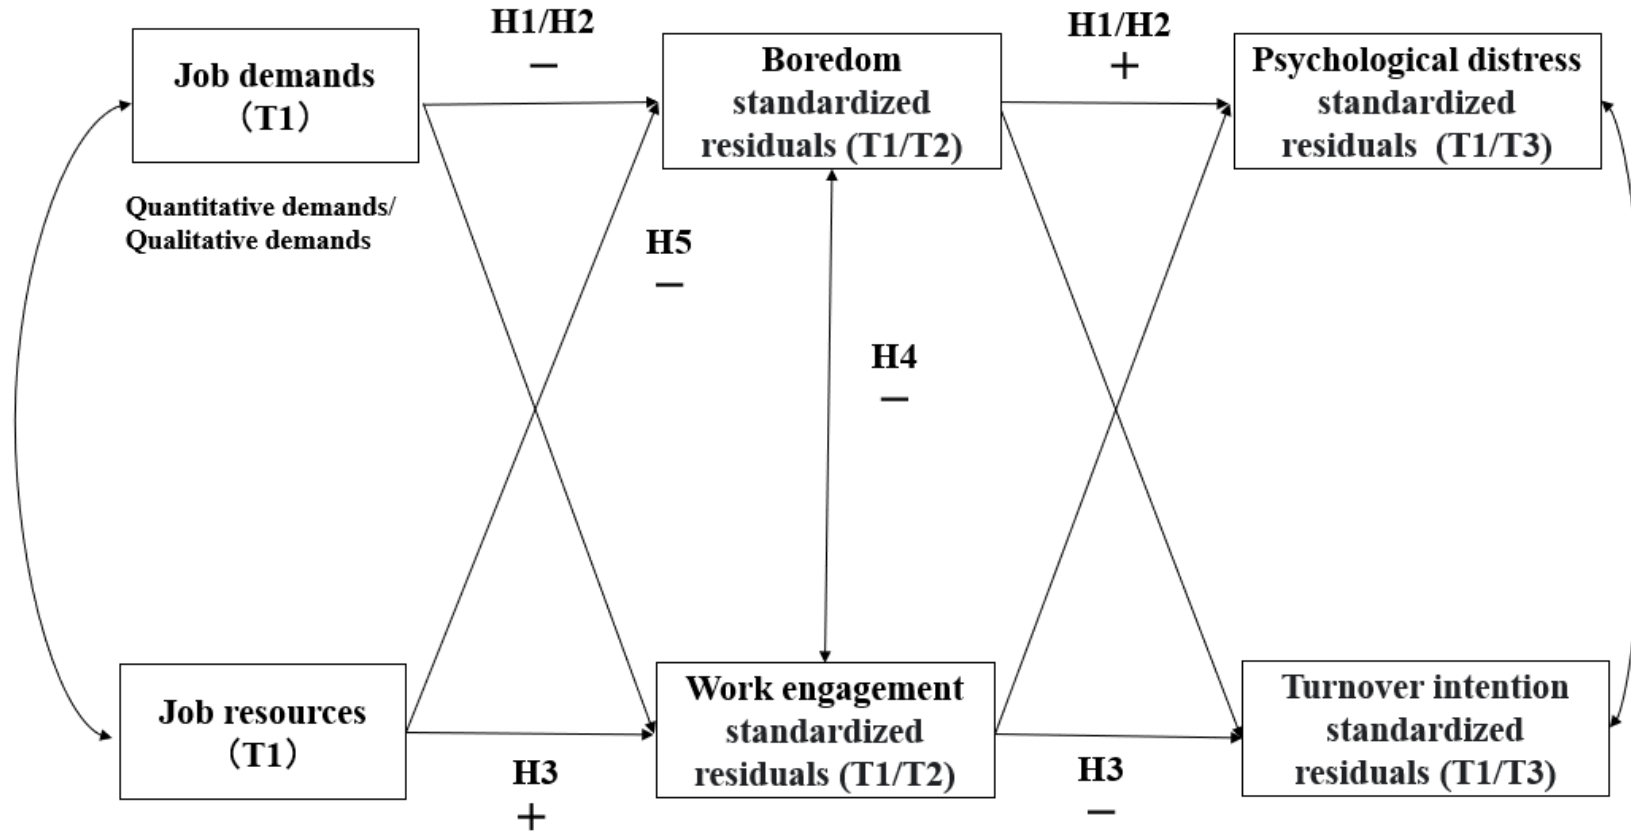 H1/H2
−
H1/H2
+
Job demands
(T1)
Boredom
standardized
residuals (T1/T2)
Psychological distress
standardized
residuals (T1/T3)
Quantitative demands/
Qualitative demands
H5
−
H4
−
Job resources
(T1)
Work engagement
standardized
residuals (T1/T2)
Turnover intention
standardized
residuals (T1/T3)
H3
+
H3
−